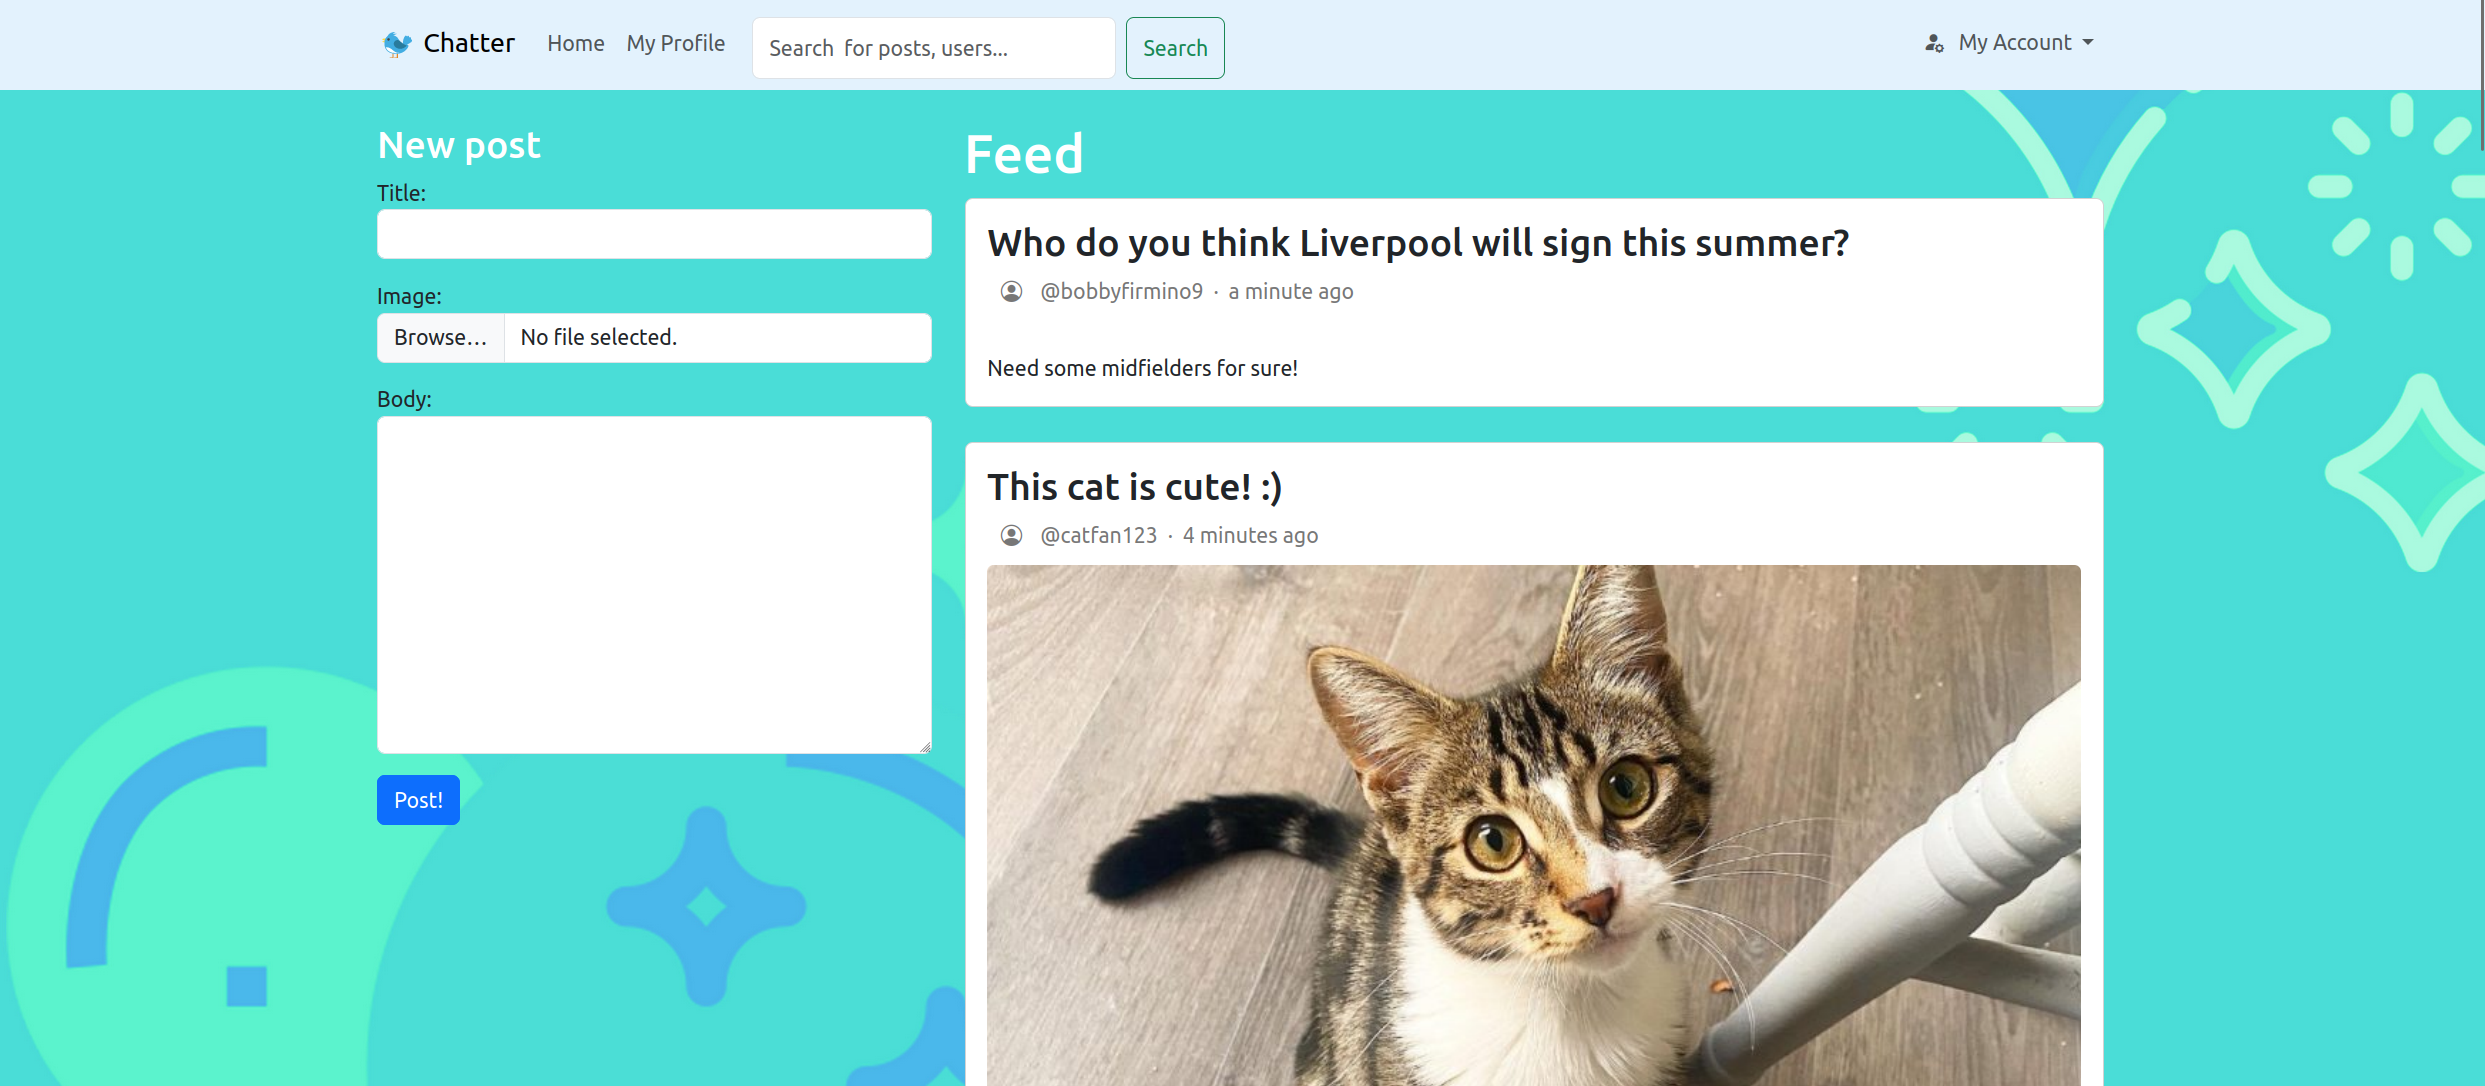 Chatter Home My Profile Search for posts, users... Search My Account
New post
Title:
Image:
Browse... No file selected.
Body:
Post!
Feed
Who do you think Liverpool will sign this summer?
@bobbyfirmino9 · a minute ago
Need some midfielders for sure!
This cat is cute! :)
@catfan123 · 4 minutes ago